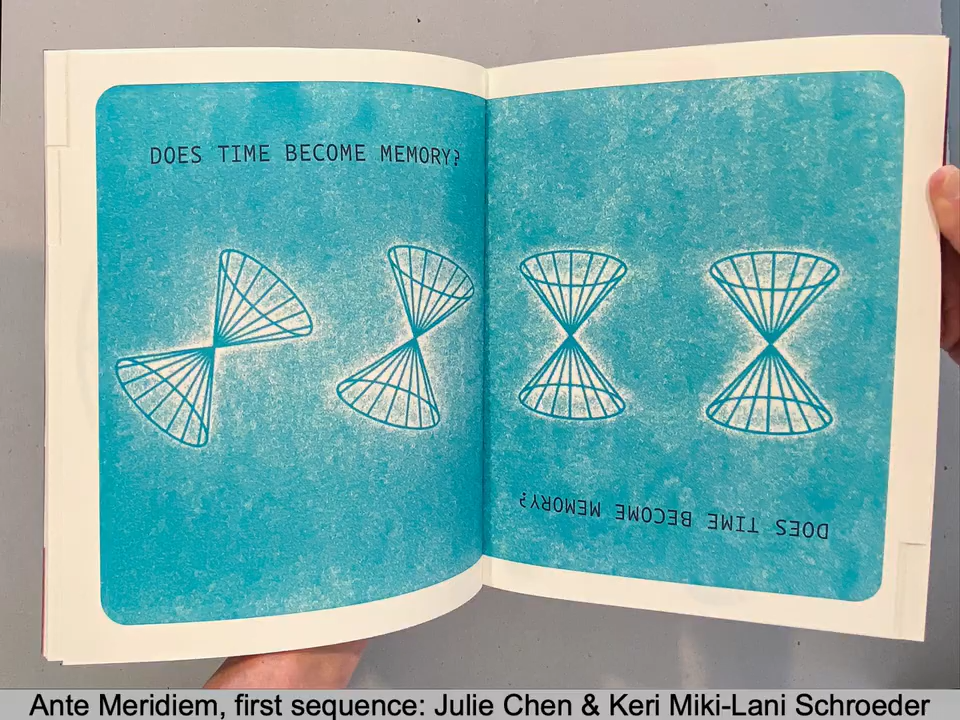 DOES TIME BECOME MEMORY?
DOES TIME BECOME MEMORY?
Ante Meridiem, first sequence: Julie Chen & Keri Miki-Lani Schroeder